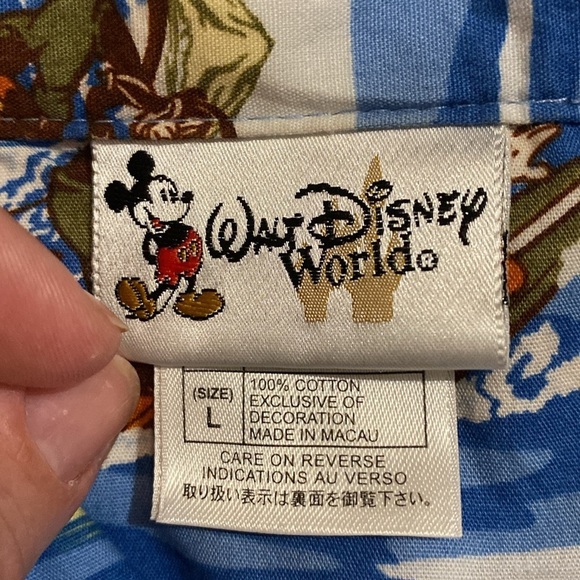 WALT DISNEY
World®
(SIZE)
L
100% COTTON
EXCLUSIVE OF
DECORATION
MADE IN MACAU
CARE ON REVERSE
INDICATIONS AU VERSO
取り扱い表示は裏面を御覧下さい。